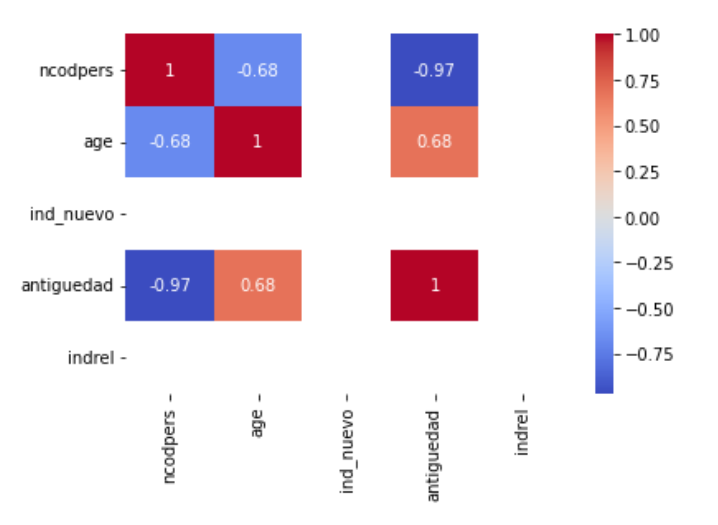 ncodpers 1 -0.68 -0.97 1.00
0.75
age -0.68 1 0.68 0.50
0.25
ind_nuevo 0.00
−0.25
antiguedad -0.97 0.68 1 −0.50
indrel −0.75
ncodpers age ind_nuevo antiguedad indrel